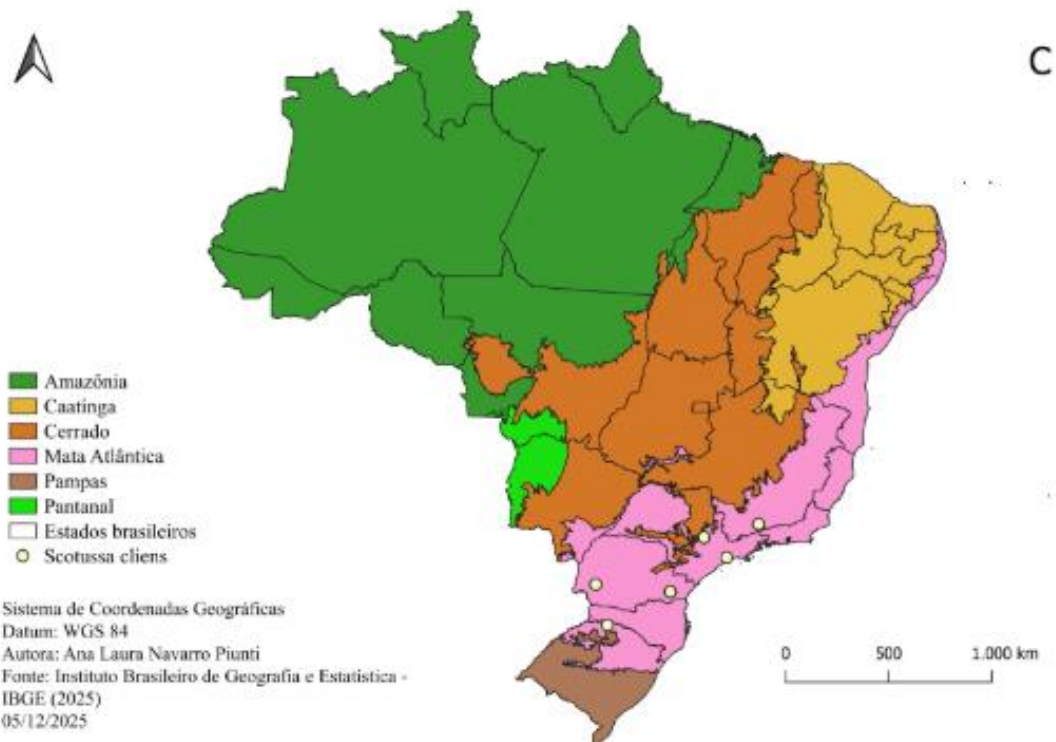 C
Amazônia
Caatinga
Cerrado
Mata Atlântica
Pampas
Pantanal
Estados brasileiros
Scotussa cliens
Sistema de Coordenadas Geográficas
Datum: WGS 84
Autora: Ana Laura Navarro Piunti
Fonte: Instituto Brasileiro de Geografia e Estatística -
IBGE (2025)
05/12/2025
0 500 1.000 km